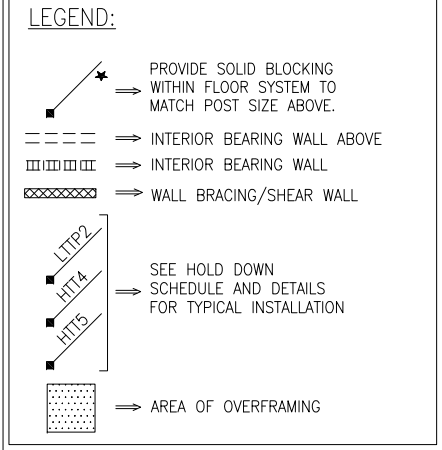 LEGEND:
PROVIDE SOLID BLOCKING
WITHIN FLOOR SYSTEM TO
MATCH POST SIZE ABOVE.
INTERIOR BEARING WALL ABOVE
INTERIOR BEARING WALL
WALL BRACING/SHEAR WALL
LTTP2
HTT4
HTT5
SEE HOLD DOWN
SCHEDULE AND DETAILS
FOR TYPICAL INSTALLATION
AREA OF OVERFRAMING